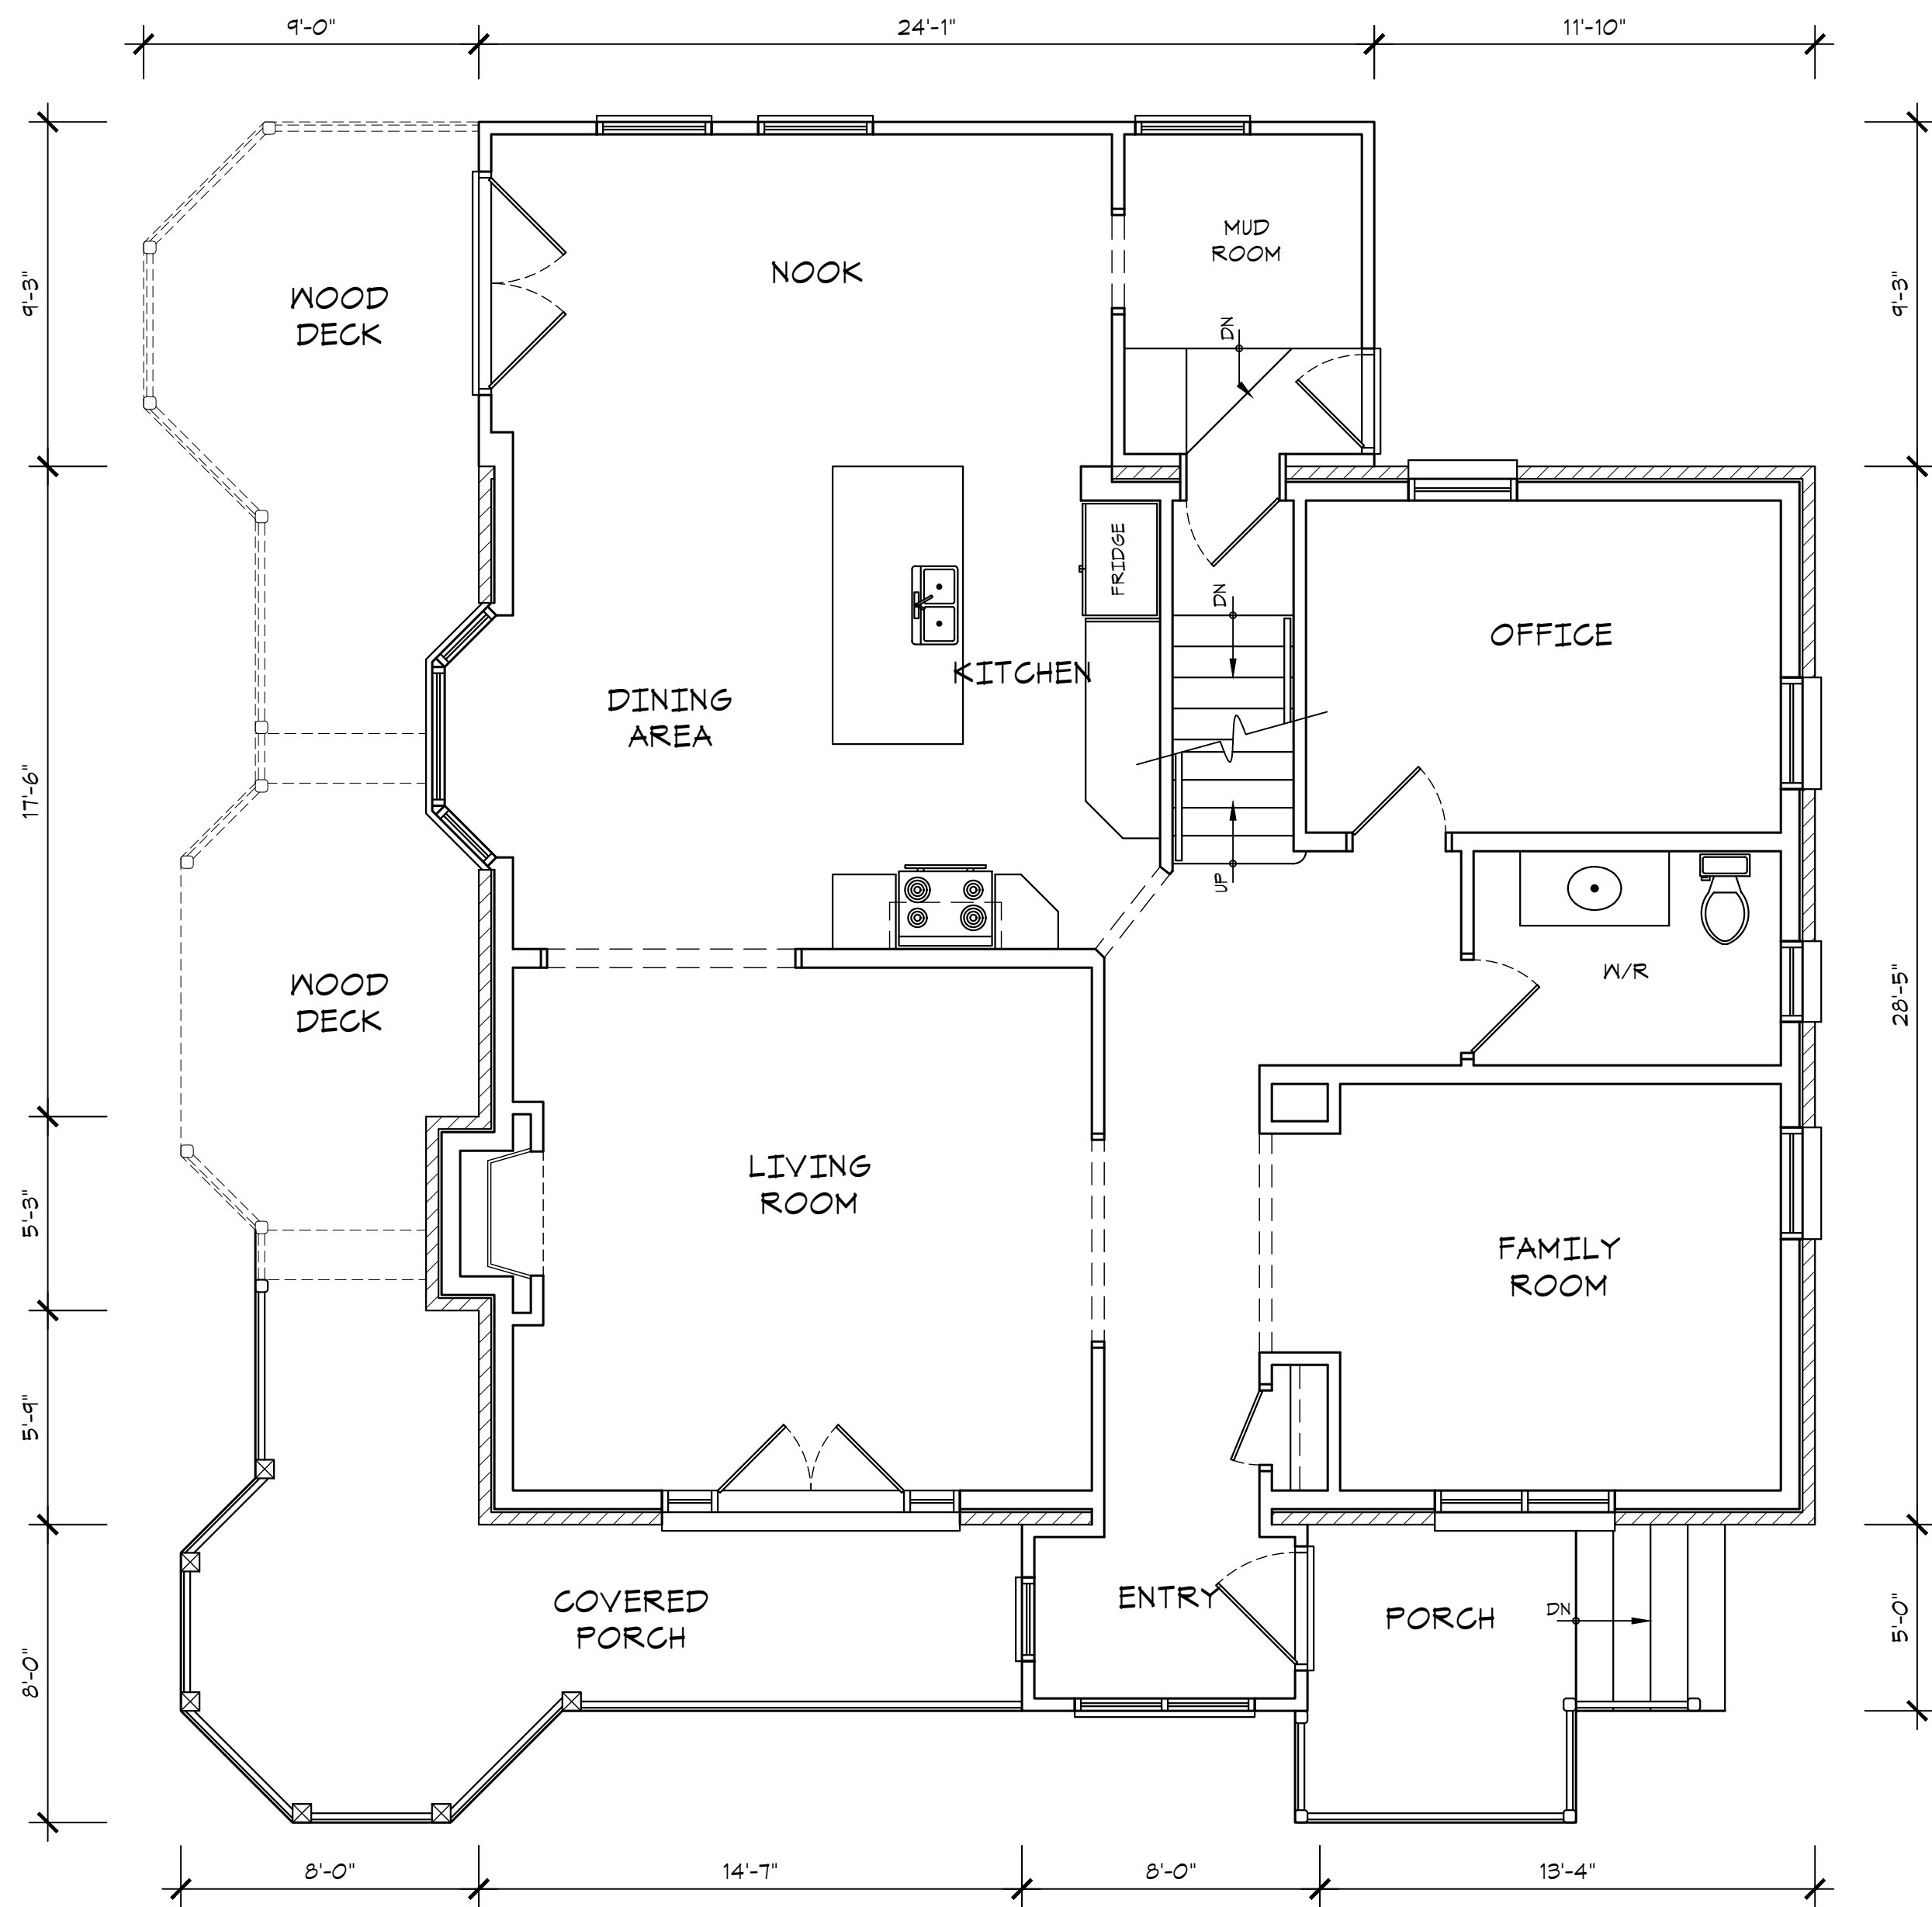 9'-0"
24'-1"
11'-10"
MUD
ROOM
NOOK
WOOD
DECK
9'-3"
9'-3"
DN
FRIDGE
DN
OFFICE
KITCHEN
DINING
AREA
17'-6"
UP
W/R
WOOD
DECK
28'-5"
LIVING
ROOM
5'-3"
FAMILY
ROOM
5'-9"
COVERED
PORCH
ENTRY
PORCH
DN
5'-0"
8'-0"
8'-0"
14'-7"
8'-0"
13'-4"